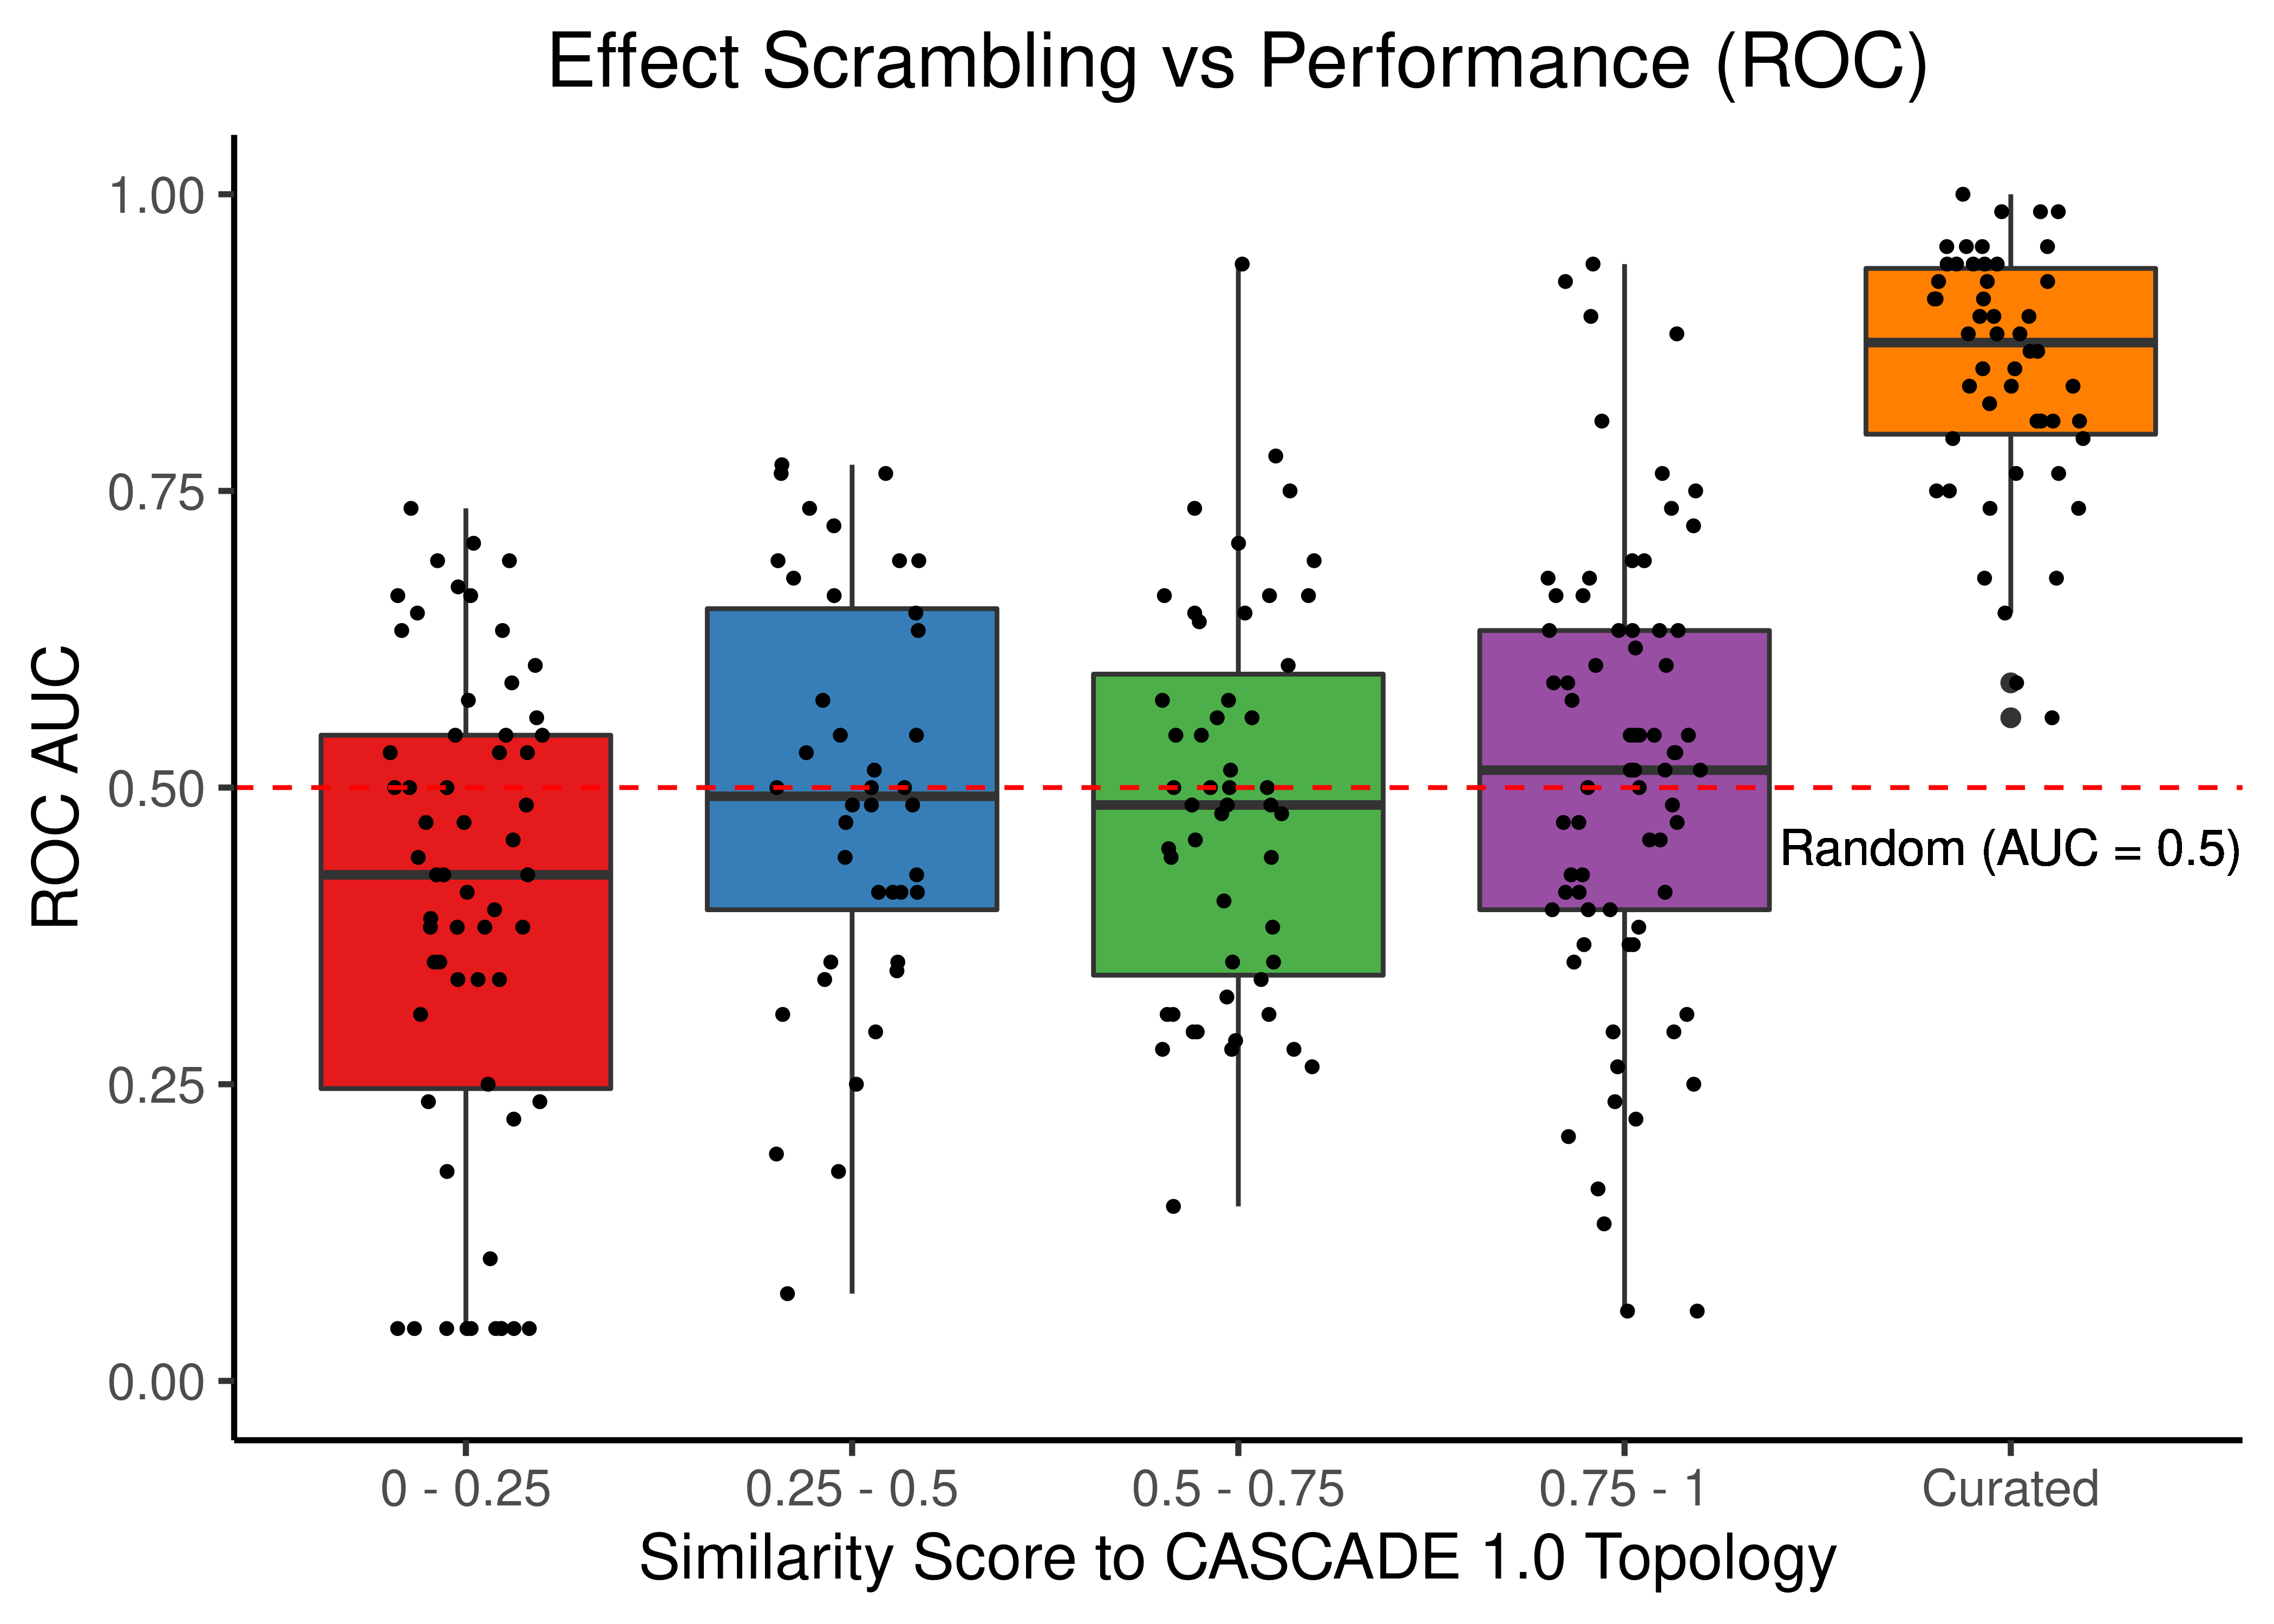 Effect Scrambling vs Performance (ROC)
ROC AUC
1.00
0.75
0.50
0.25
0.00
Random (AUC = 0.5)
0 - 0.25
0.25 - 0.5
0.5 - 0.75
0.75 - 1
Curated
Similarity Score to CASCADE 1.0 Topology